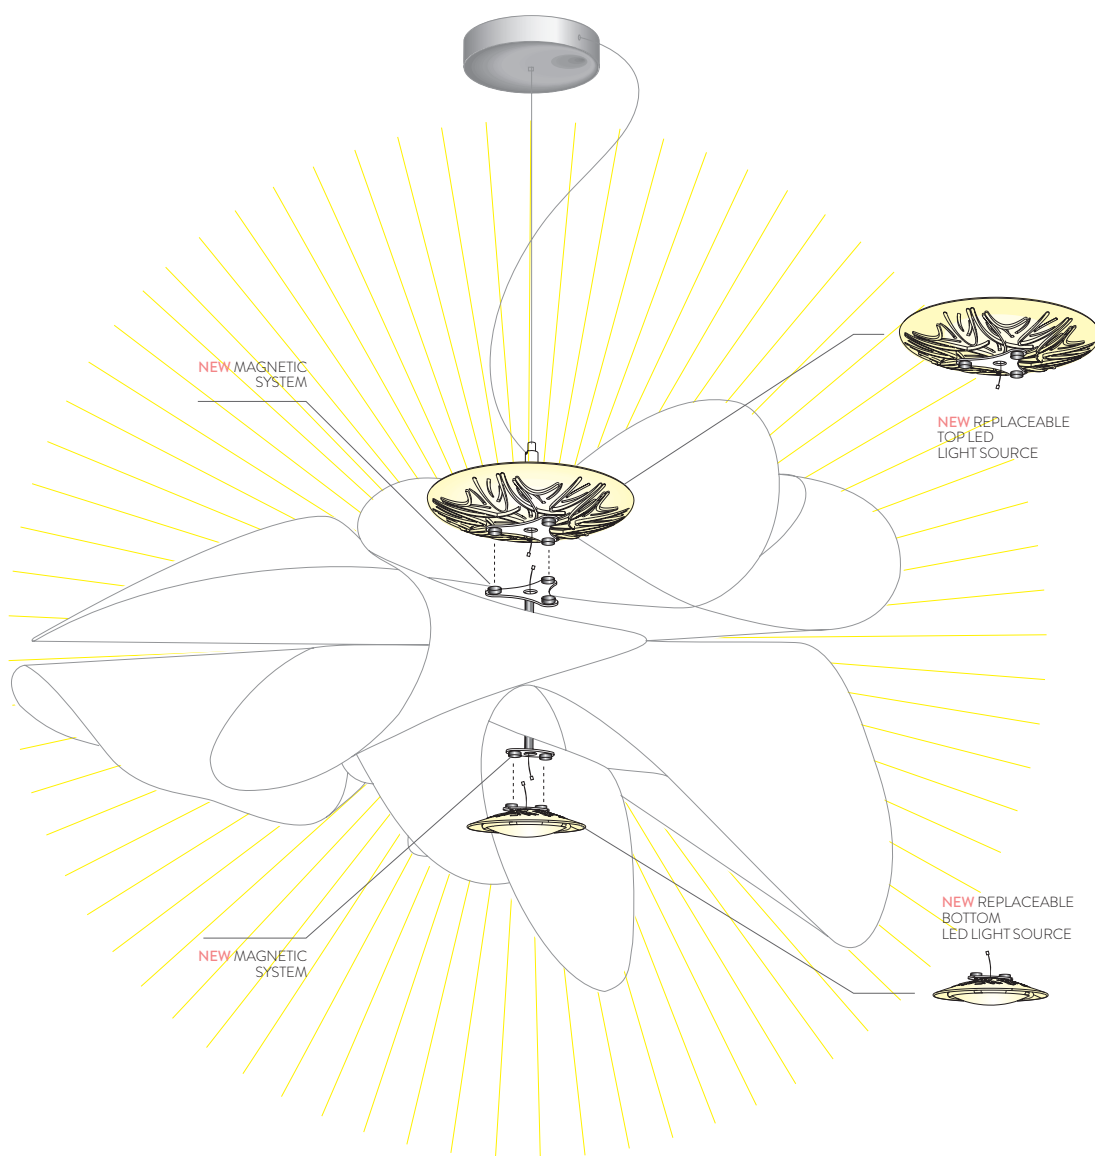 NEW MAGNETIC
SYSTEM
NEW REPLACEABLE
TOP LED
LIGHT SOURCE
NEW REPLACEABLE
BOTTOM
LED LIGHT SOURCE
NEW MAGNETIC
SYSTEM